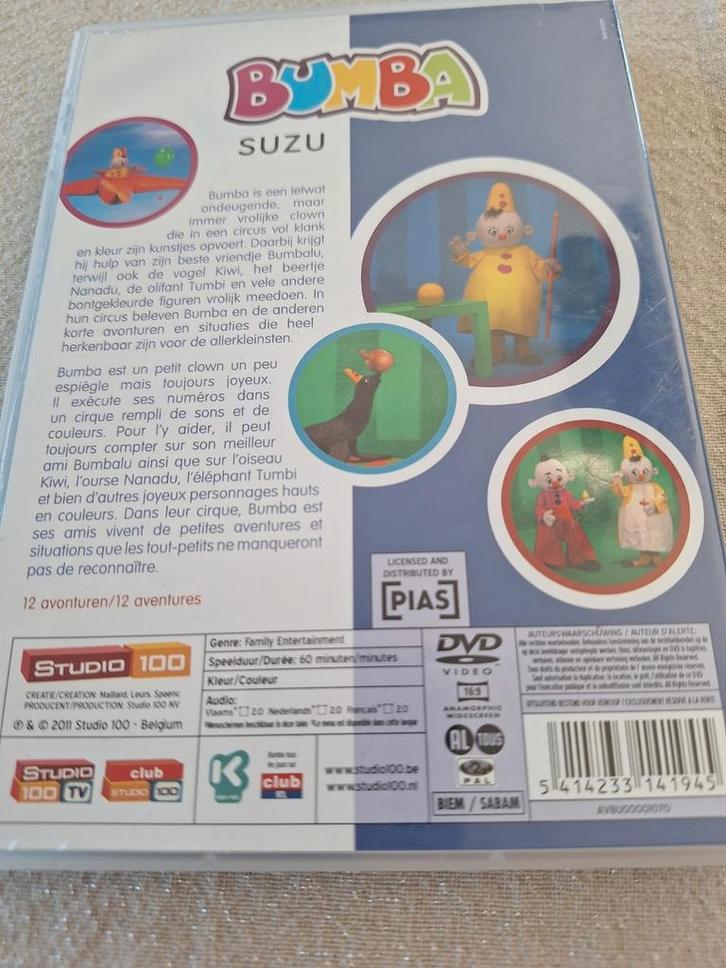 BUMBA
SUZU
Bumba is een ietwat
ondeugende, maar
immer vrolijke clown
die in een circus vol klank
en kleur zijn kunstjes opvoert. Daarbij krijgt
hij hulp van zijn beste vriendje Bumbalu,
terwijl ook de vogel Kiwi, het beertje
Nanadu, de olifant Tumbi en vele andere
bontgekleurde figuren vrolijk meedoen. In
hun circus beleven Bumba en de anderen
korte avonturen en situaties die heel
herkenbaar zijn voor de allerkleinsten.
Bumba est un petit clown un peu
espiègle mais toujours joyeux.
Il exécute ses numéros dans
un cirque rempli de sons et de
couleurs. Pour l'y aider, il peut
toujours compter sur son meilleur
ami Bumbalu ainsi que sur l'oiseau
Kiwi, l'ourse Nanadu, l'éléphant Tumbi
et bien d'autres joyeux personnages hauts
en couleurs. Dans leur cirque, Bumba est
ses amis vivent de petites aventures et
situations que les tout-petits ne manqueront
pas de reconnaître.
12 avonturen/12 aventures
LICENSED AND
DISTRIBUTED BY
[PIAS]
STUDIO 100
CREATIE/CREATION: Maillard, Leurs, Spaenc
PRODUCENT/PRODUCTION: Studio 100 NV
℗ & © 2011 Studio 100 - Belgium
Genre: Family Entertainment
Speelduur/Durée: 60 minuten/minutes
Kleur/Couleur
Audio:
Vlaams 2.0 Nederlands 2.0 Français 2.0
DVD
VIDEO
16:9
ANAMORPHIC
WIDESCREEN
AL TOUS
2
PAL
BIEM / SABAM
AUTEURSWAARSCHUWING / AUTEUR D'ALERTE:
5 414233 141945
AVBU00001070
STUDIO
100 TV
club
STUDIO 100
K
club
RTL
www.studio100.be
www.studio100.nl